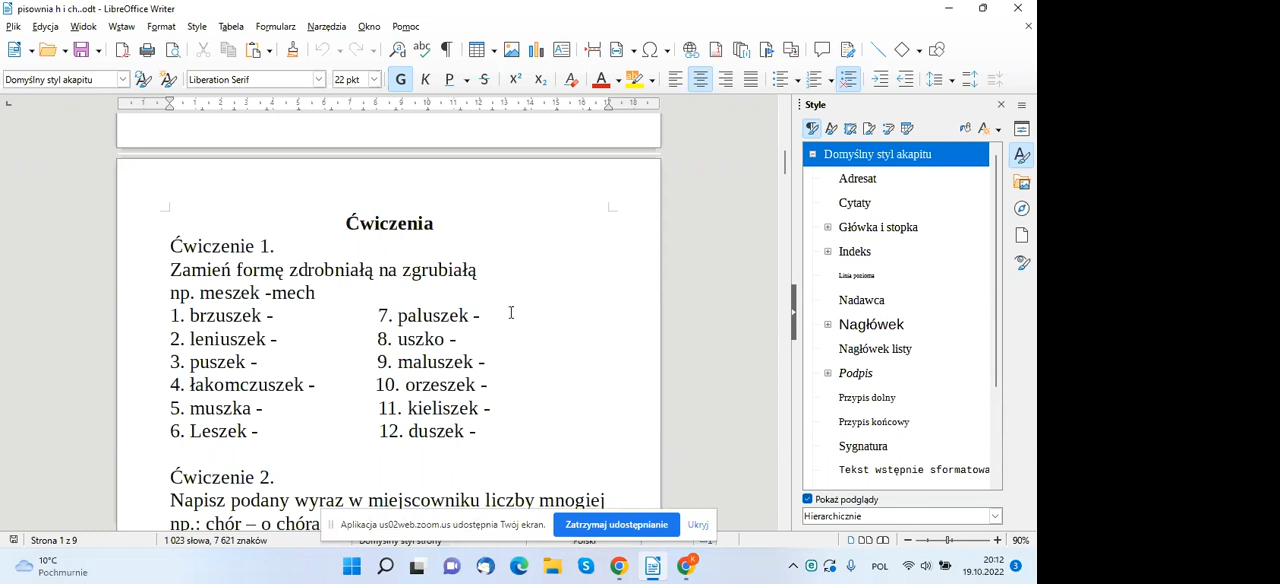 pisownia h i ch..odt - LibreOffice Writer
Plik Edycja Widok Wstaw Format Style Tabela Formularz Narzędzia Okno Pomoc
Domyślny styl akapitu Liberation Serif 22 pkt G K P S X² X₂
Ćwiczenia
Ćwiczenie 1.
Zamień formę zdrobniałą na zgrubiałą
np. meszek -mech
1. brzuszek - 7. paluszek -
2. leniuszek - 8. uszko -
3. puszek - 9. maluszek -
4. łakomczuszek - 10. orzeszek -
5. muszka - 11. kieliszek -
6. Leszek - 12. duszek -
Ćwiczenie 2.
Napisz podany wyraz w miejscowniku liczby mnogiej
np.: chór – o chóra
Style
Domyślny styl akapitu
Adresat
Cytaty
Główka i stopka
Indeks
Linia pozioma
Nadawca
Nagłówek
Nagłówek listy
Podpis
Przypis dolny
Przypis końcowy
Sygnatura
Tekst wstępnie sformatowa
Pokaż podglądy
Hierarchicznie
Aplikacja us02web.zoom.us udostępnia Twój ekran. Zatrzymaj udostępnianie Ukryj
Strona 1 z 9 1 023 słowa, 7 621 znaków Domyślny styl strony Polski 90%
10°C
Pochmurnie
POL
20:12
19.10.2022
3